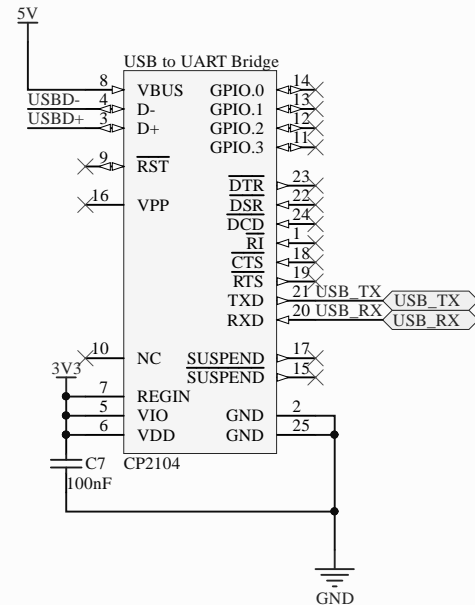 5V
USB to UART Bridge
8 VBUS GPIO.0 14
USBD- 4 D- GPIO.1 13
USBD+ 3 D+ GPIO.2 12
GPIO.3 11
9 RST
DTR 23
16 VPP DSR 22
DCD 24
RI 1
CTS 18
RTS 19
TXD 21 USB_TX USB_TX
RXD 20 USB_RX USB_RX
10 NC SUSPEND 17
3V3 SUSPEND 15
7 REGIN
5 VIO GND 2
6 VDD GND 25
C7 CP2104
100nF
GND